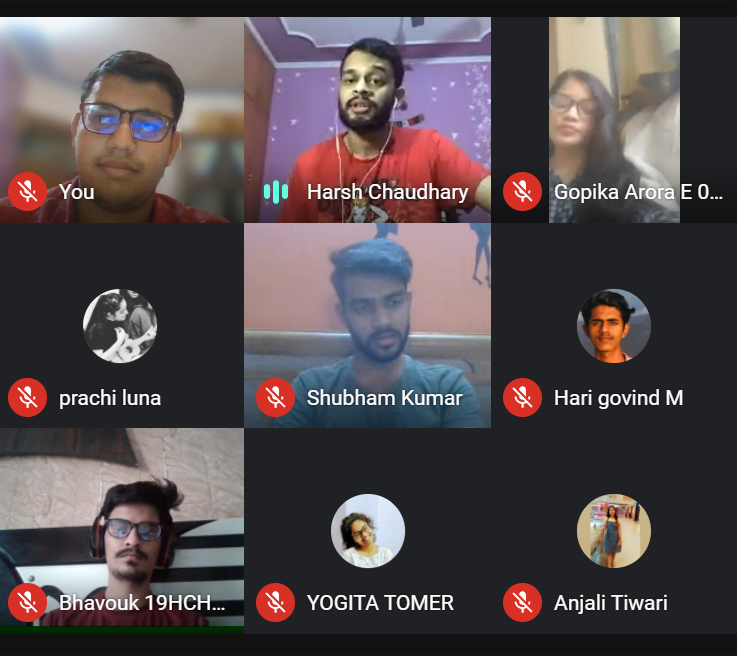 You
Harsh Chaudhary
Gopika Arora E 0...
prachi luna
Shubham Kumar
Hari govind M
Bhavouk 19HCH...
YOGITA TOMER
Anjali Tiwari